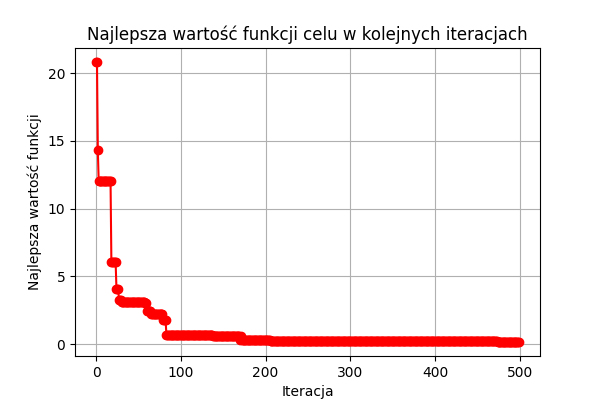 Najlepsza wartość funkcji celu w kolejnych iteracjach
Najlepsza wartość funkcji
20
15
10
5
0
0 100 200 300 400 500
Iteracja